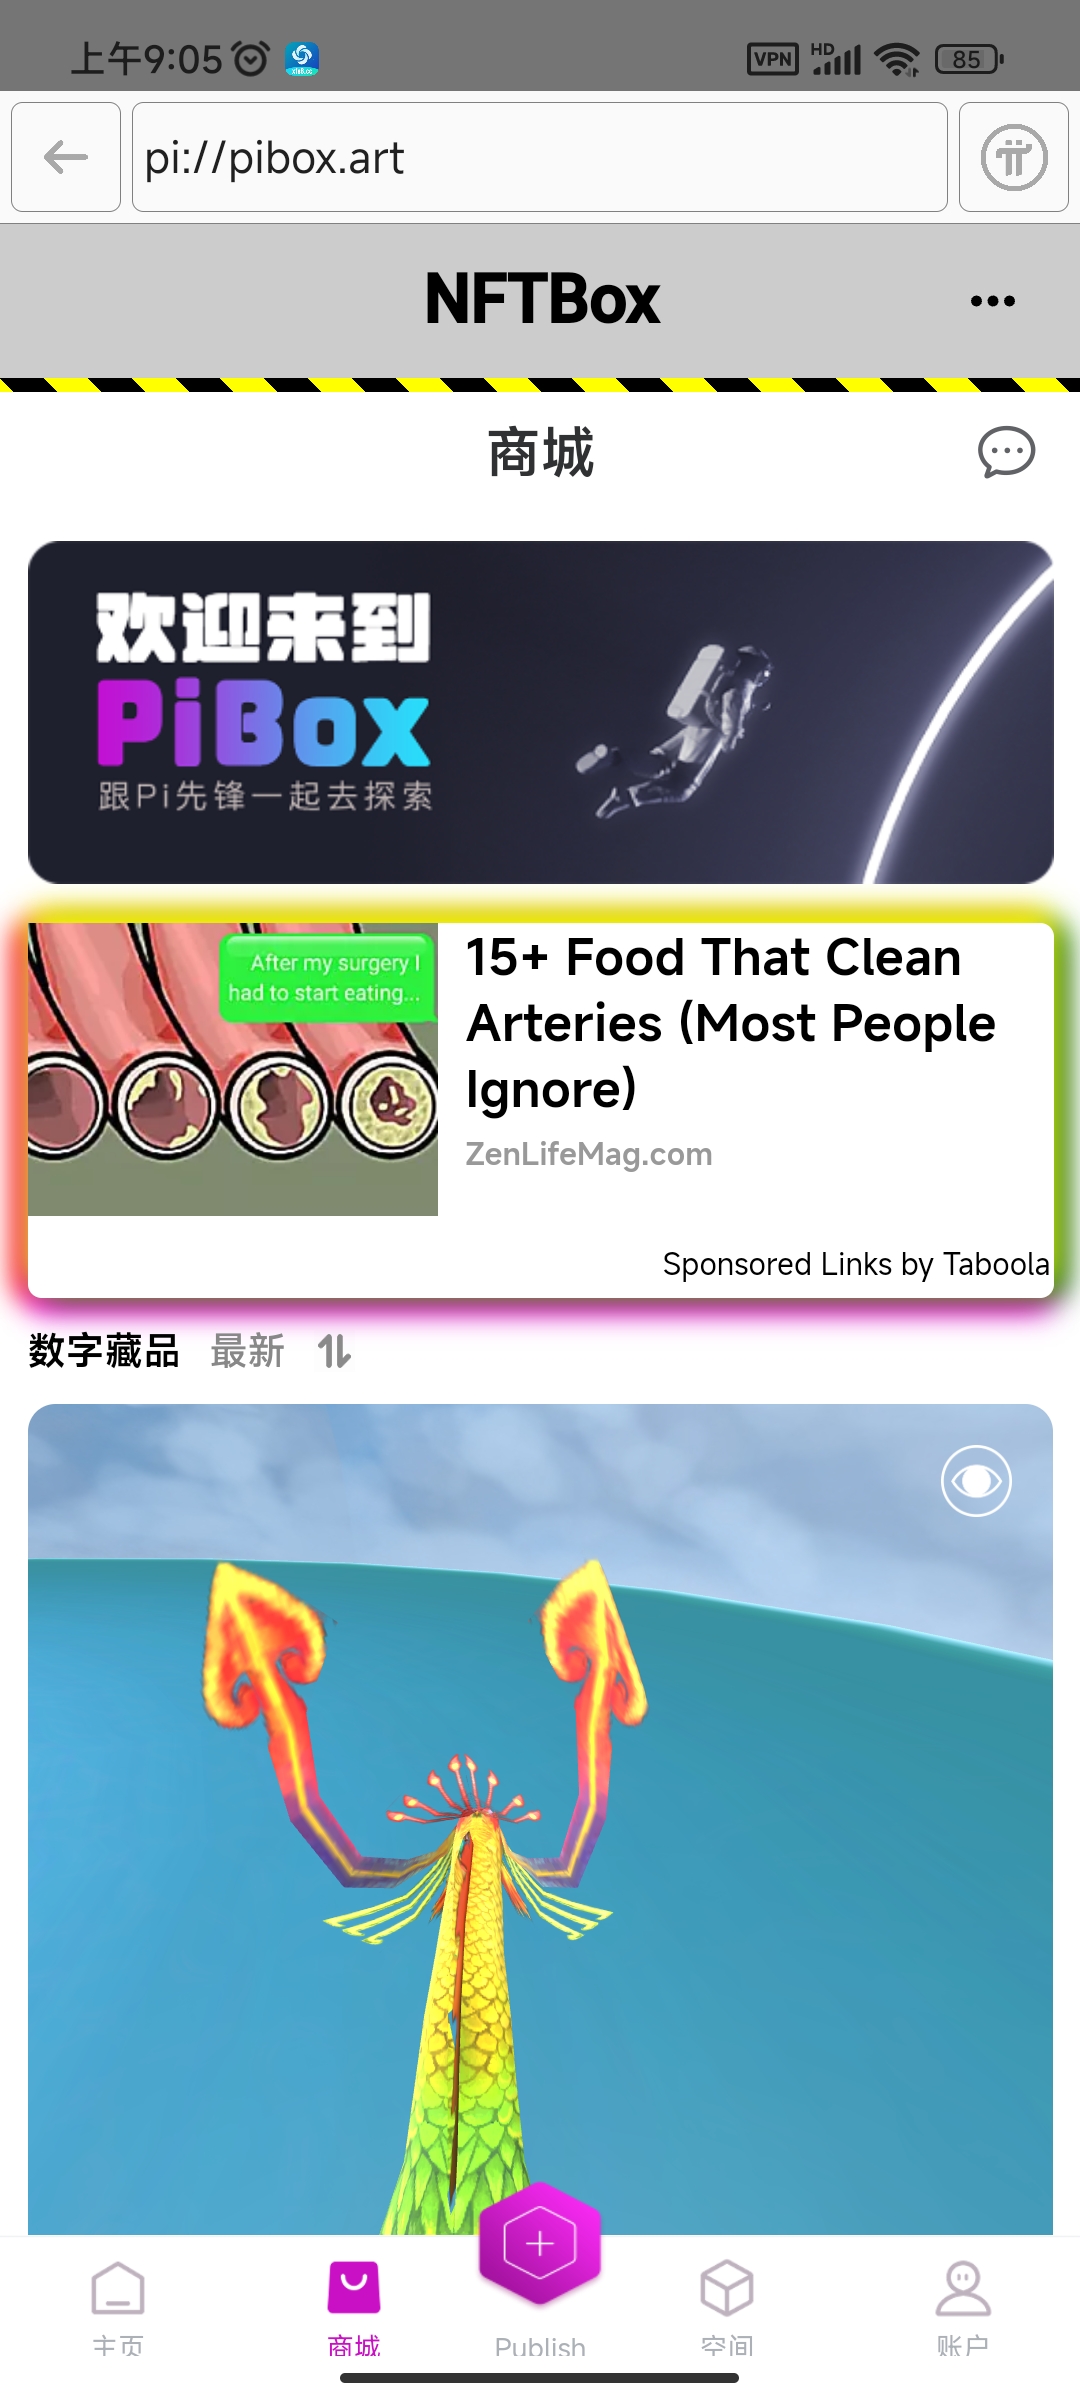 上午9:05
VPN HD 85
pi://pibox.art
NFTBox
商城
欢迎来到
PiBox
跟Pi先锋一起去探索
After my surgery I
had to start eating...
15+ Food That Clean
Arteries (Most People
Ignore)
ZenLifeMag.com
Sponsored Links by Taboola
数字藏品 最新
主页 商城 Publish 空间 账户